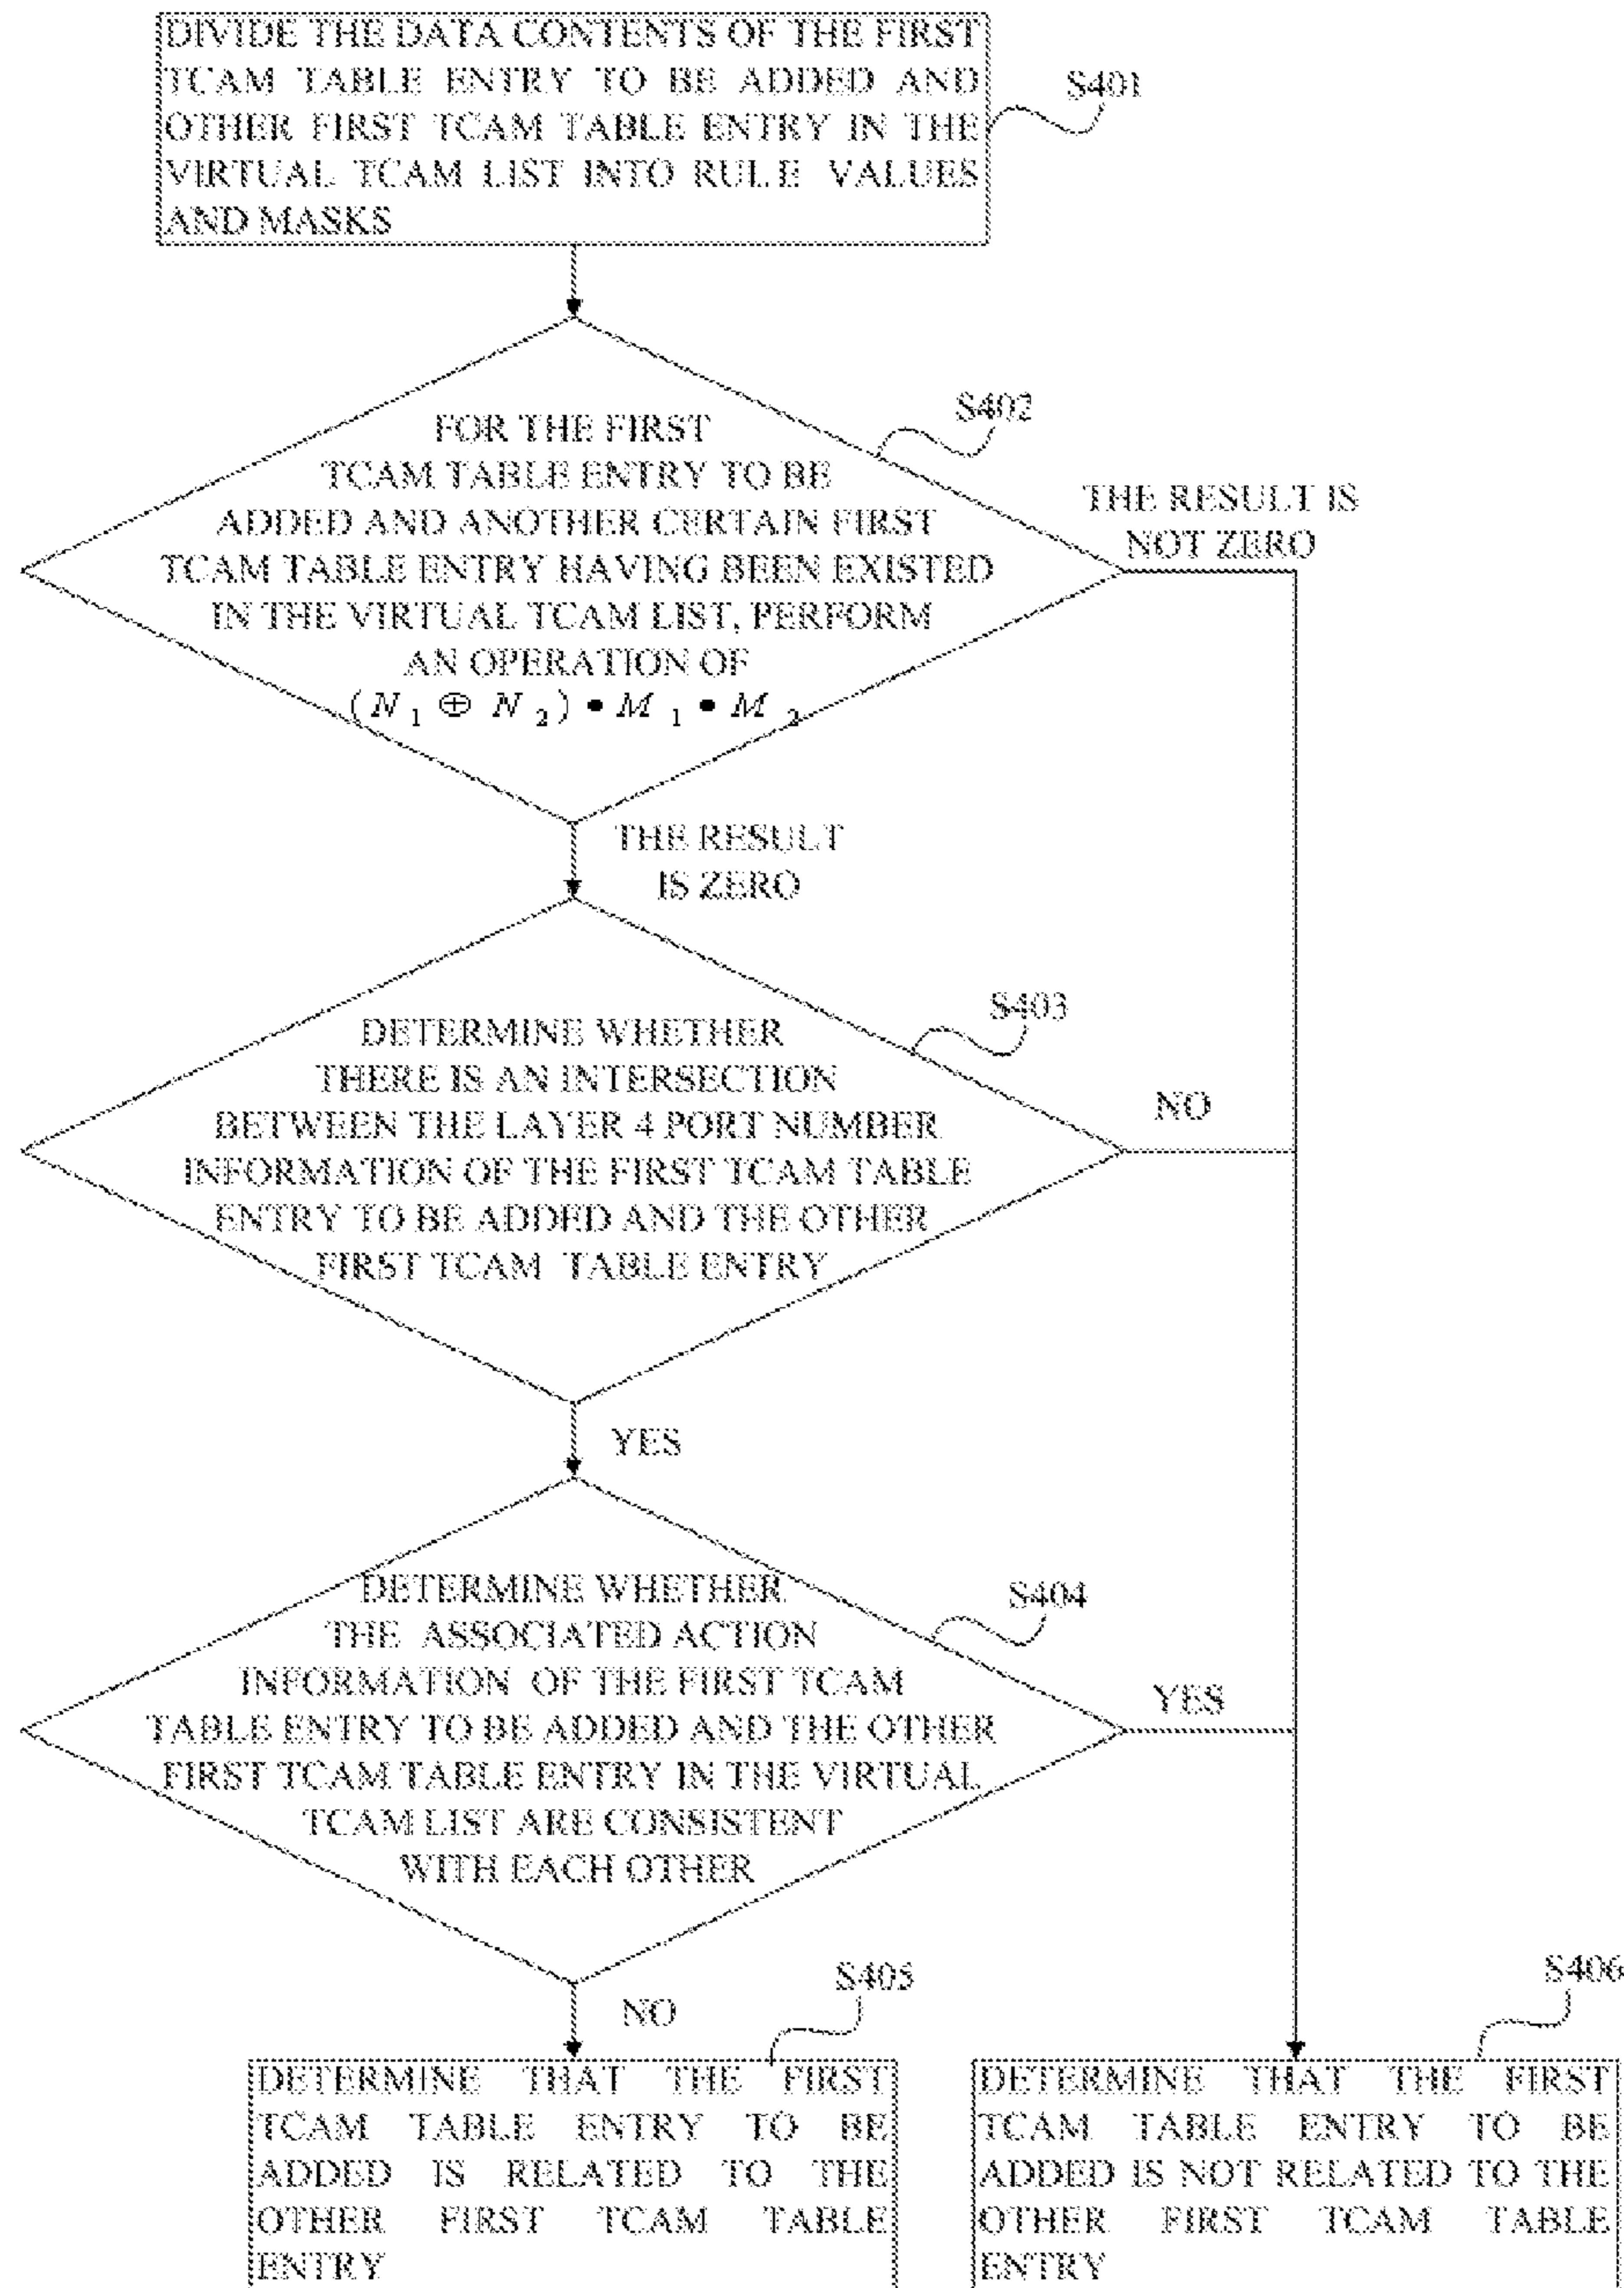 DIVIDE THE DATA CONTENTS OF THE FIRST
TCAM TABLE ENTRY TO BE ADDED AND
OTHER FIRST TCAM TABLE ENTRY IN THE
VIRTUAL TCAM LIST INTO RULE VALUES
AND MASKS
S401
FOR THE FIRST
TCAM TABLE ENTRY TO BE
ADDED AND ANOTHER CERTAIN FIRST
TCAM TABLE ENTRY HAVING BEEN EXISTED
IN THE VIRTUAL TCAM LIST, PERFORM
AN OPERATION OF
(N₁ ⊕ N₂) • M₁ • M₂
S402
THE RESULT IS
NOT ZERO
THE RESULT
IS ZERO
DETERMINE WHETHER
THERE IS AN INTERSECTION
BETWEEN THE LAYER 4 PORT NUMBER
INFORMATION OF THE FIRST TCAM TABLE
ENTRY TO BE ADDED AND THE OTHER
FIRST TCAM TABLE ENTRY
S403
NO
YES
DETERMINE WHETHER
THE ASSOCIATED ACTION
INFORMATION OF THE FIRST TCAM
TABLE ENTRY TO BE ADDED AND THE OTHER
FIRST TCAM TABLE ENTRY IN THE VIRTUAL
TCAM LIST ARE CONSISTENT
WITH EACH OTHER
S404
YES
NO
S405
DETERMINE THAT THE FIRST
TCAM TABLE ENTRY TO BE
ADDED IS RELATED TO THE
OTHER FIRST TCAM TABLE
ENTRY
S406
DETERMINE THAT THE FIRST
TCAM TABLE ENTRY TO BE
ADDED IS NOT RELATED TO THE
OTHER FIRST TCAM TABLE
ENTRY